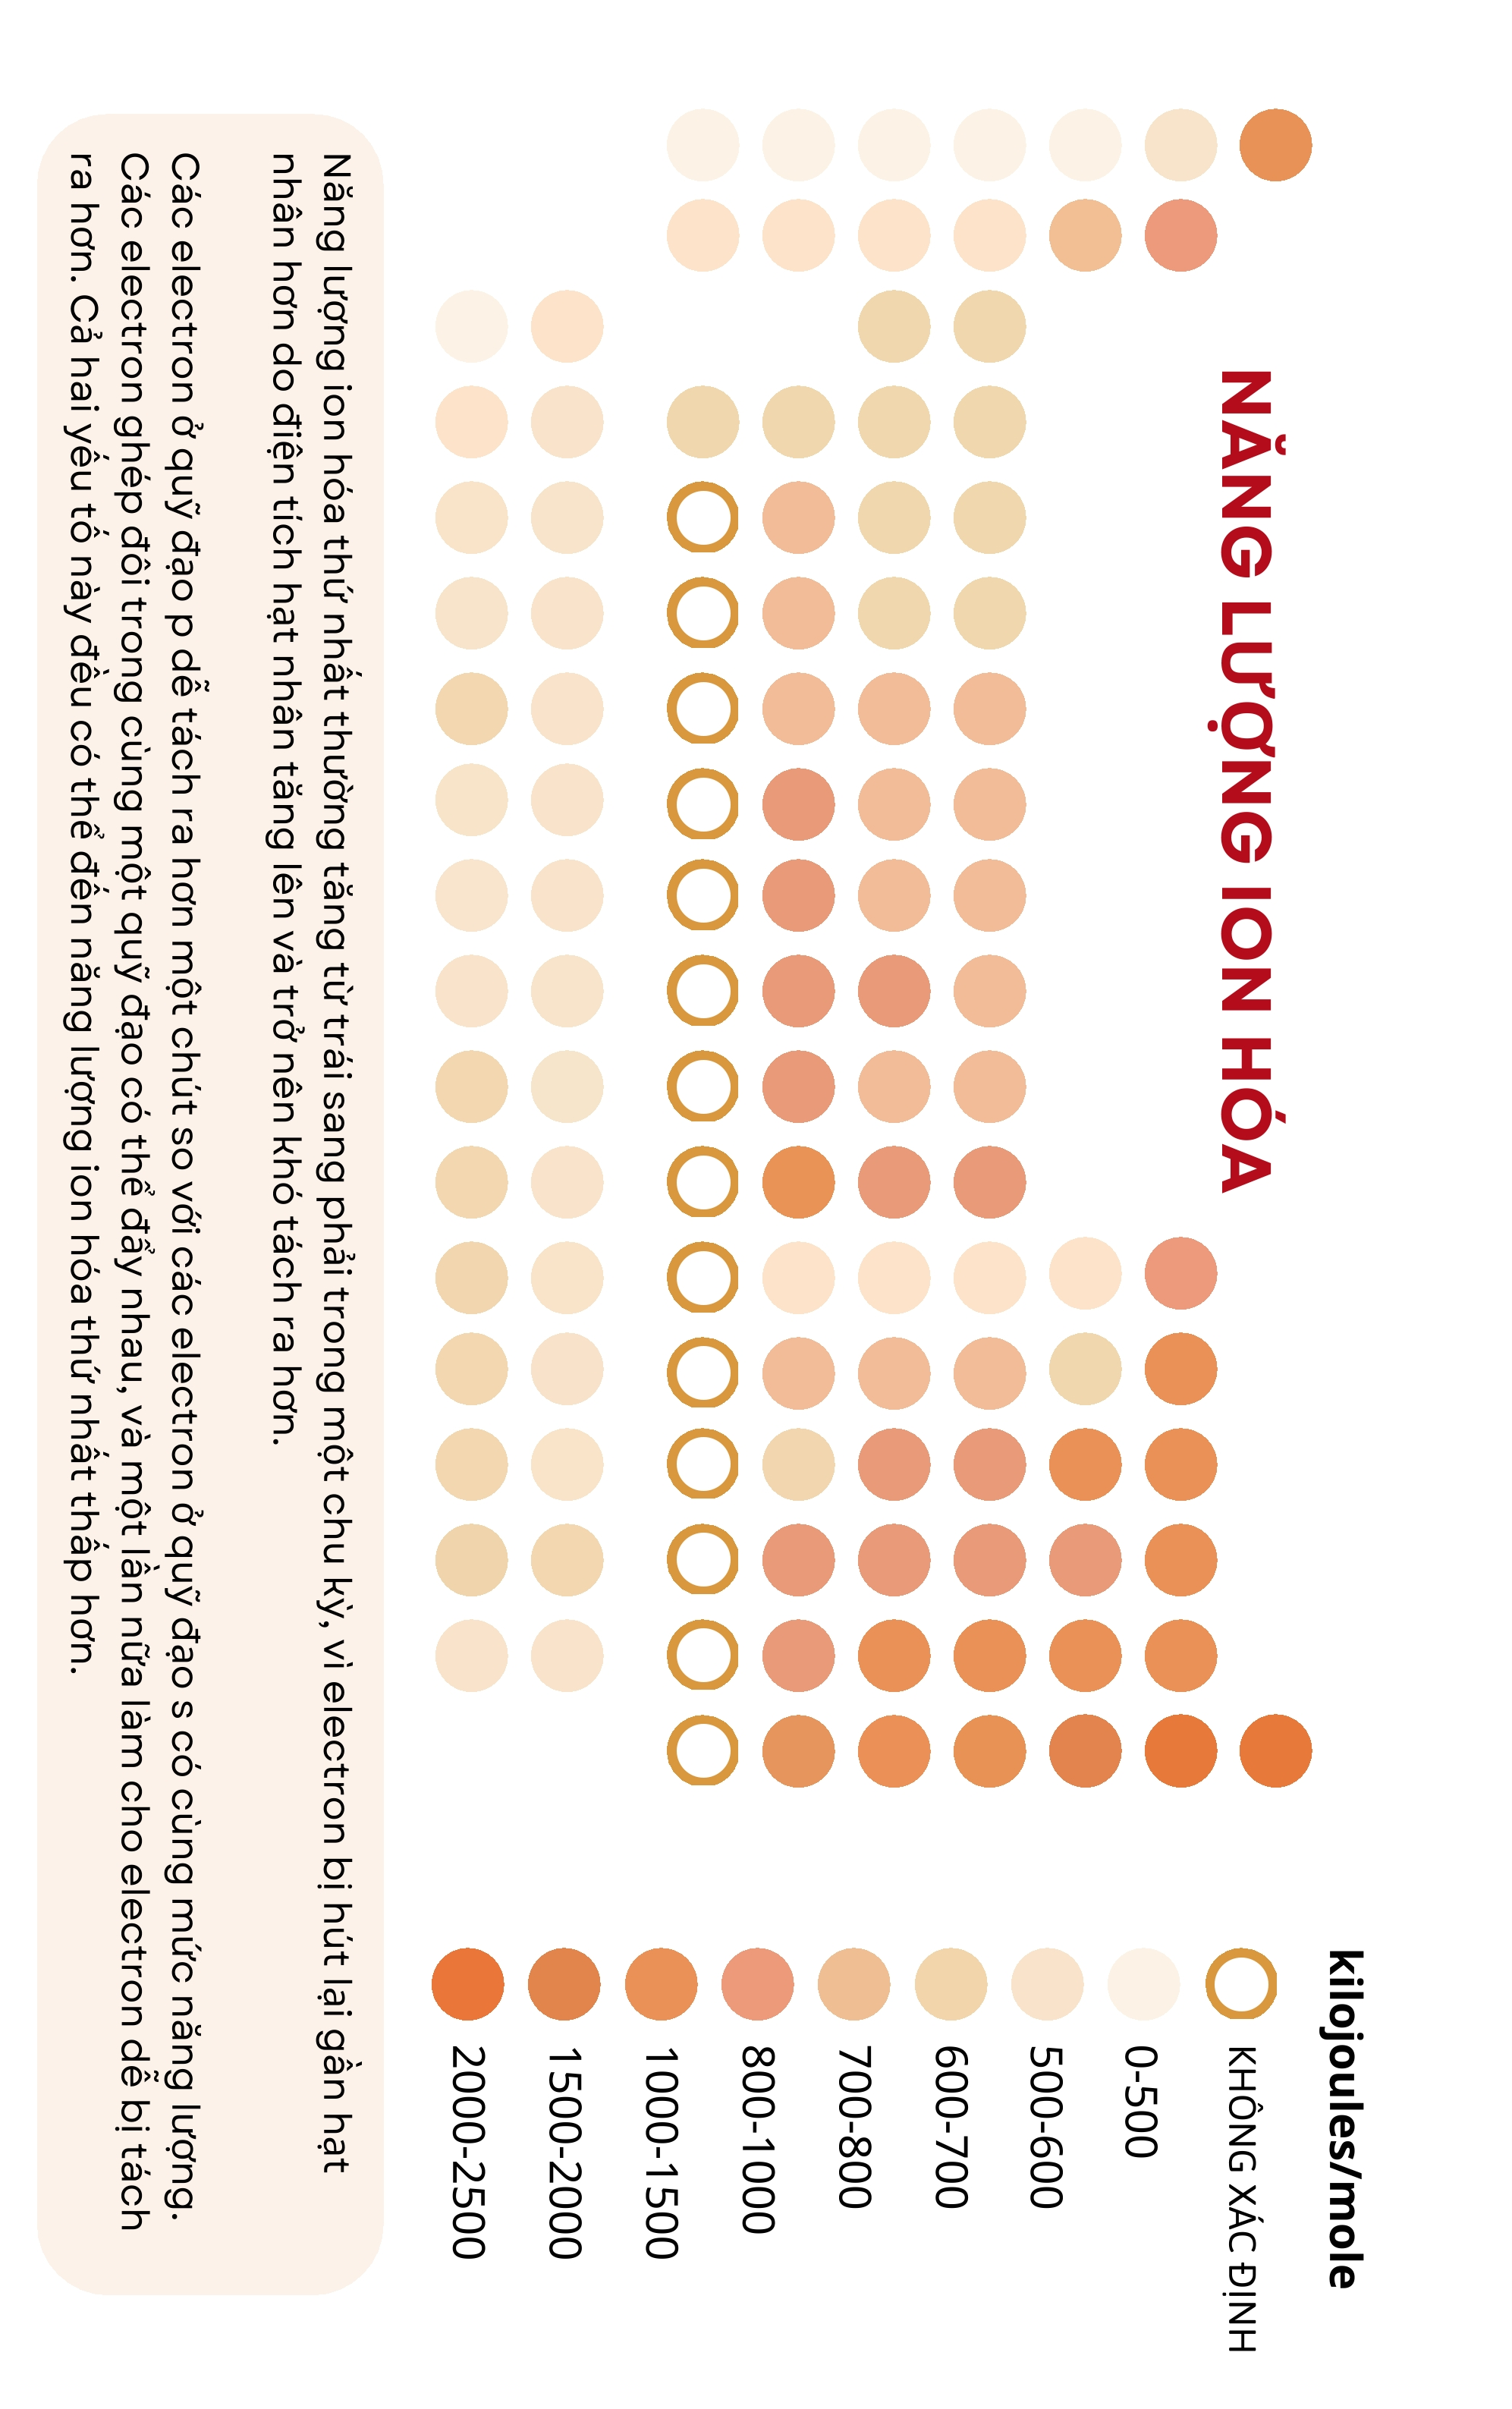 NĂNG LƯỢNG ION HÓA
kilojoules/mole
KHÔNG XÁC ĐỊNH
0-500
500-600
600-700
700-800
800-1000
1000-1500
1500-2000
2000-2500
Năng lượng ion hóa thứ nhất thường tăng từ trái sang phải trong một chu kỳ, vì electron bị hút lại gần hạt
nhân hơn do điện tích hạt nhân tăng lên và trở nên khó tách ra hơn.
Các electron ở quỹ đạo p dễ tách ra hơn một chút so với các electron ở quỹ đạo s có cùng mức năng lượng.
Các electron ghép đôi trong cùng một quỹ đạo có thể đẩy nhau, và một lần nữa làm cho electron dễ bị tách
ra hơn. Cả hai yếu tố này đều có thể đến năng lượng ion hóa thứ nhất thấp hơn.